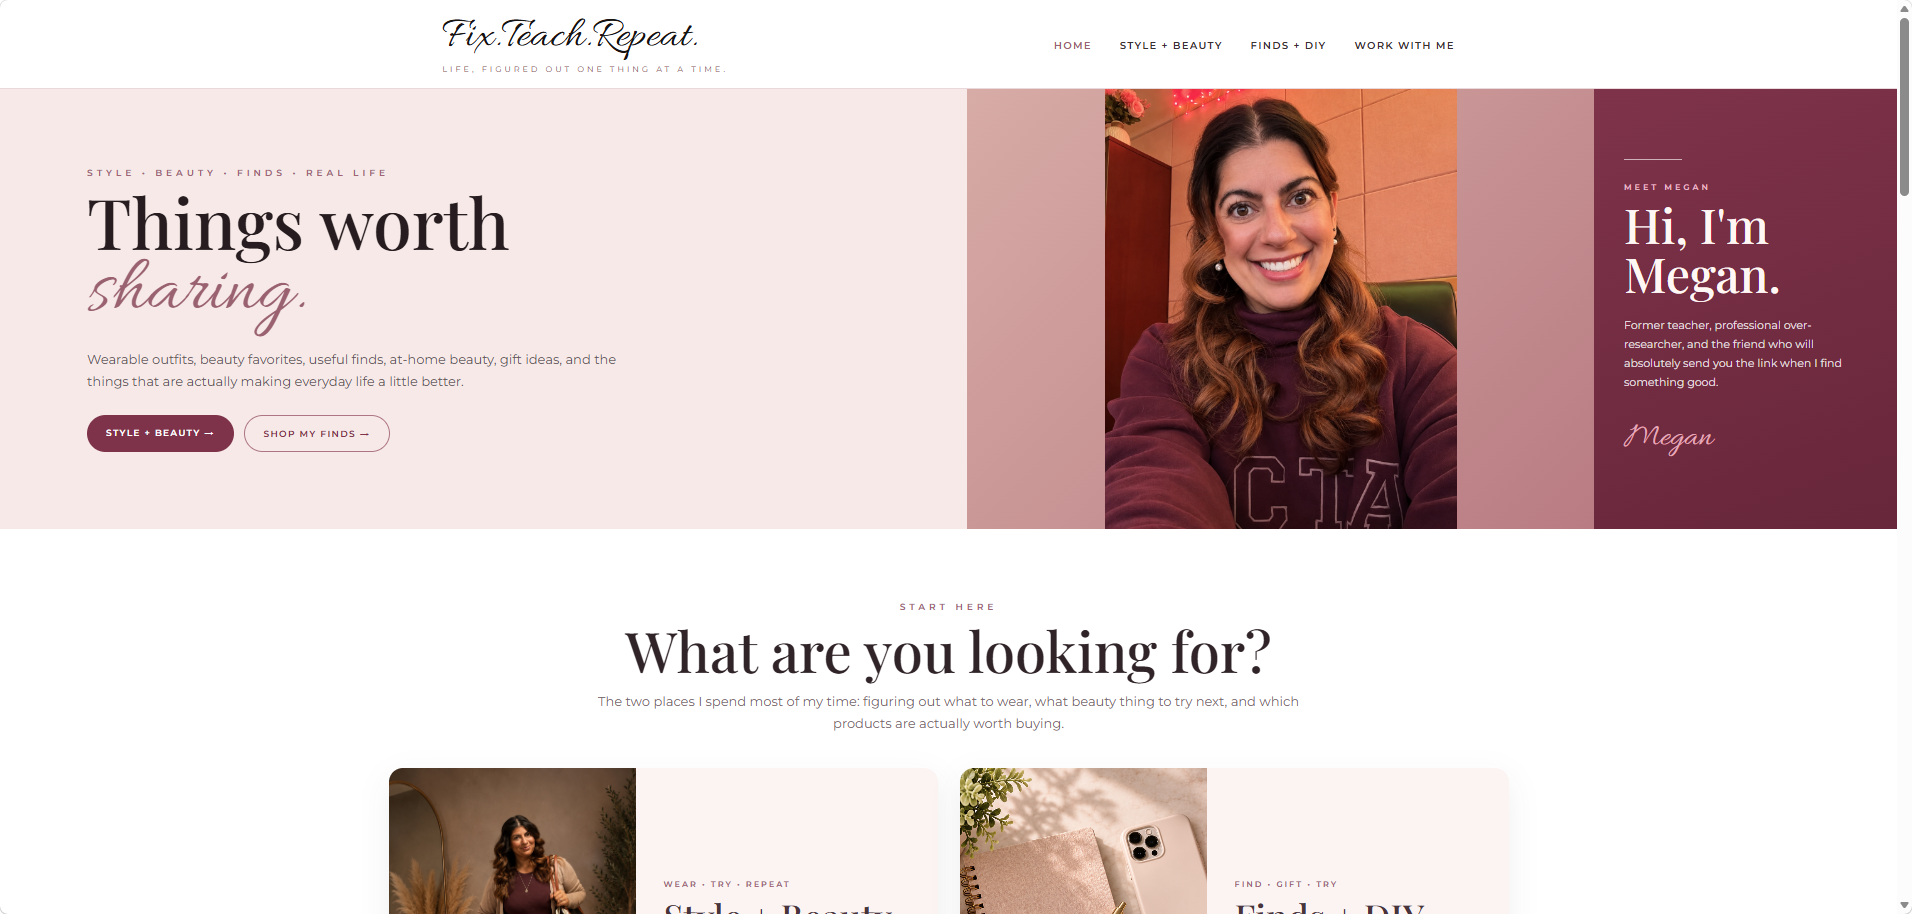 Fix.Teach.Repeat.
LIFE, FIGURED OUT ONE THING AT A TIME.
HOME
STYLE + BEAUTY
FINDS + DIY
WORK WITH ME
STYLE • BEAUTY • FINDS • REAL LIFE
Things worth
sharing.
Wearable outfits, beauty favorites, useful finds, at-home beauty, gift ideas, and the
things that are actually making everyday life a little better.
STYLE + BEAUTY →
SHOP MY FINDS →
CTA
MEET MEGAN
Hi, I'm
Megan.
Former teacher, professional over-
researcher, and the friend who will
absolutely send you the link when I find
something good.
Megan
START HERE
What are you looking for?
The two places I spend most of my time: figuring out what to wear, what beauty thing to try next, and which
products are actually worth buying.
WEAR • TRY • REPEAT
Style + Beauty
FIND • GIFT • TRY
Finds + DIY